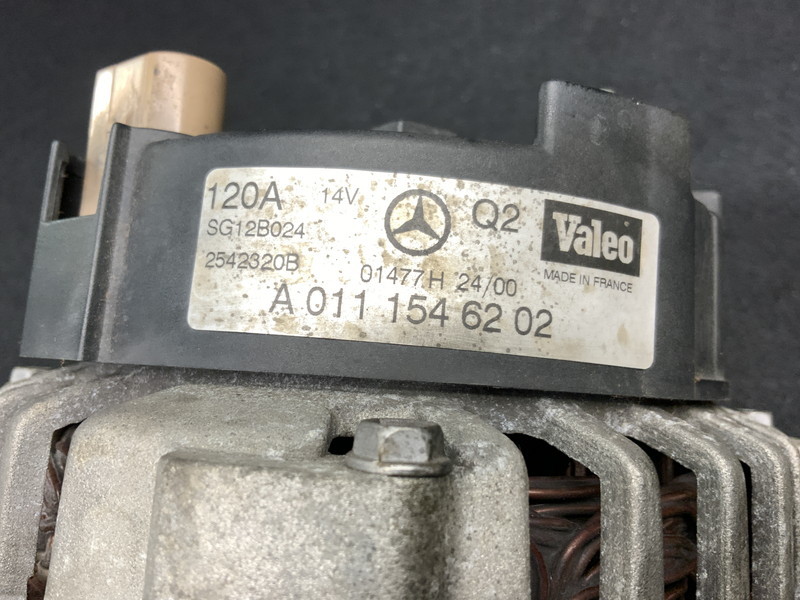 120A 14V Q2 Valeo
SG12B024
MADE IN FRANCE
2542320B
01477H 24/00
A 011 154 62 02